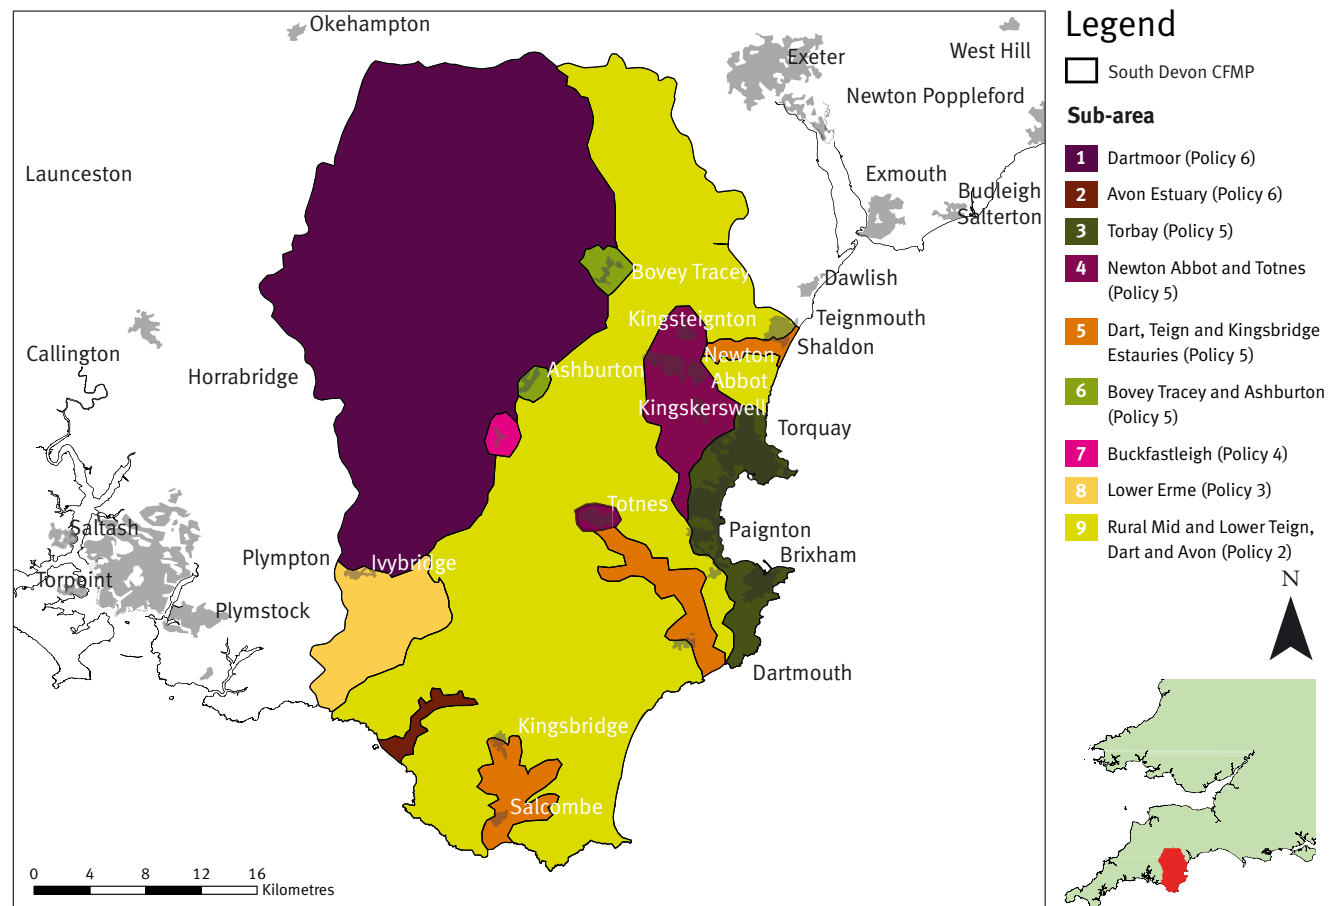 Okehampton
Exeter
West Hill
Newton Poppleford
Launceston
Exmouth
Budleigh
Salterton
Bovey Tracey
Dawlish
Kingsteignton
Teignmouth
Shaldon
Callington
Horrabridge
Ashburton
Newton
Abbot
Kingskerswell
Torquay
Totnes
Saltash
Paignton
Brixham
Plympton
Ivybridge
Torpoint
Plymstock
Dartmouth
Kingsbridge
Salcombe
0 4 8 12 16
Kilometres
Legend
South Devon CFMP
Sub-area
1 Dartmoor (Policy 6)
2 Avon Estuary (Policy 6)
3 Torbay (Policy 5)
4 Newton Abbot and Totnes
(Policy 5)
5 Dart, Teign and Kingsbridge
Estauries (Policy 5)
6 Bovey Tracey and Ashburton
(Policy 5)
7 Buckfastleigh (Policy 4)
8 Lower Erme (Policy 3)
9 Rural Mid and Lower Teign,
Dart and Avon (Policy 2)
N